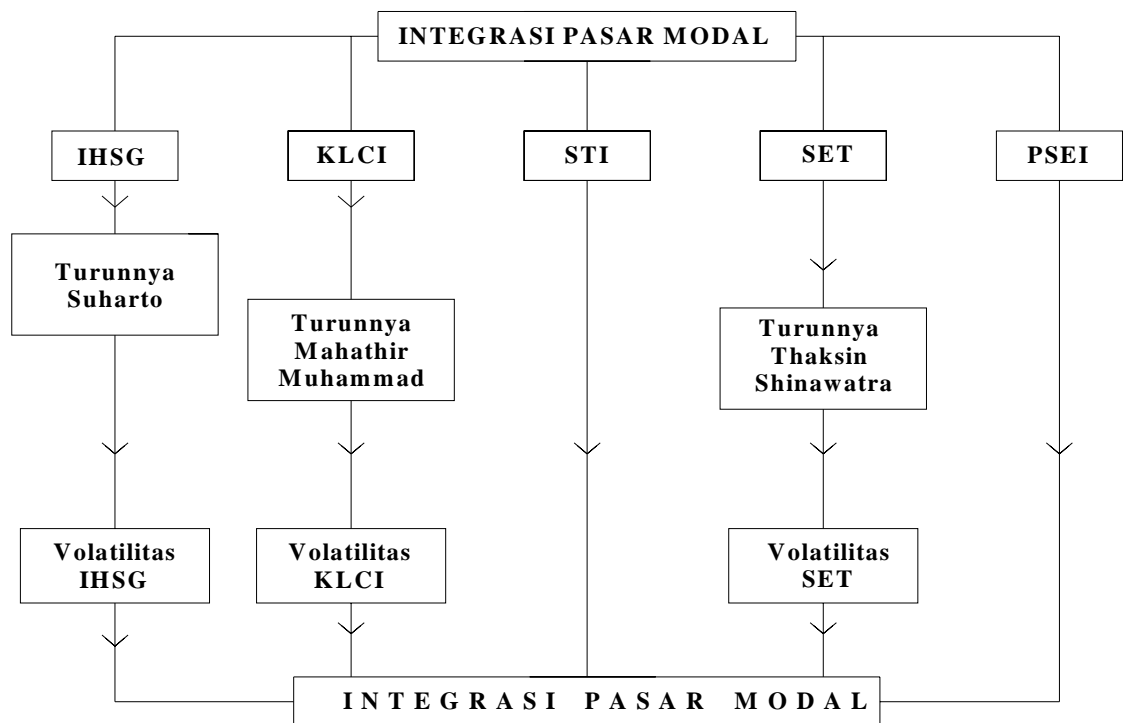 INTEGRASI PASAR MODAL
IHSG
KLCI
STI
SET
PSEI
Turunnya
Suharto
Turunnya
Mahathir
Muhammad
Turunnya
Thaksin
Shinawatra
Volatilitas
IHSG
Volatilitas
KLCI
Volatilitas
SET
INTEGRASI PASAR MODAL